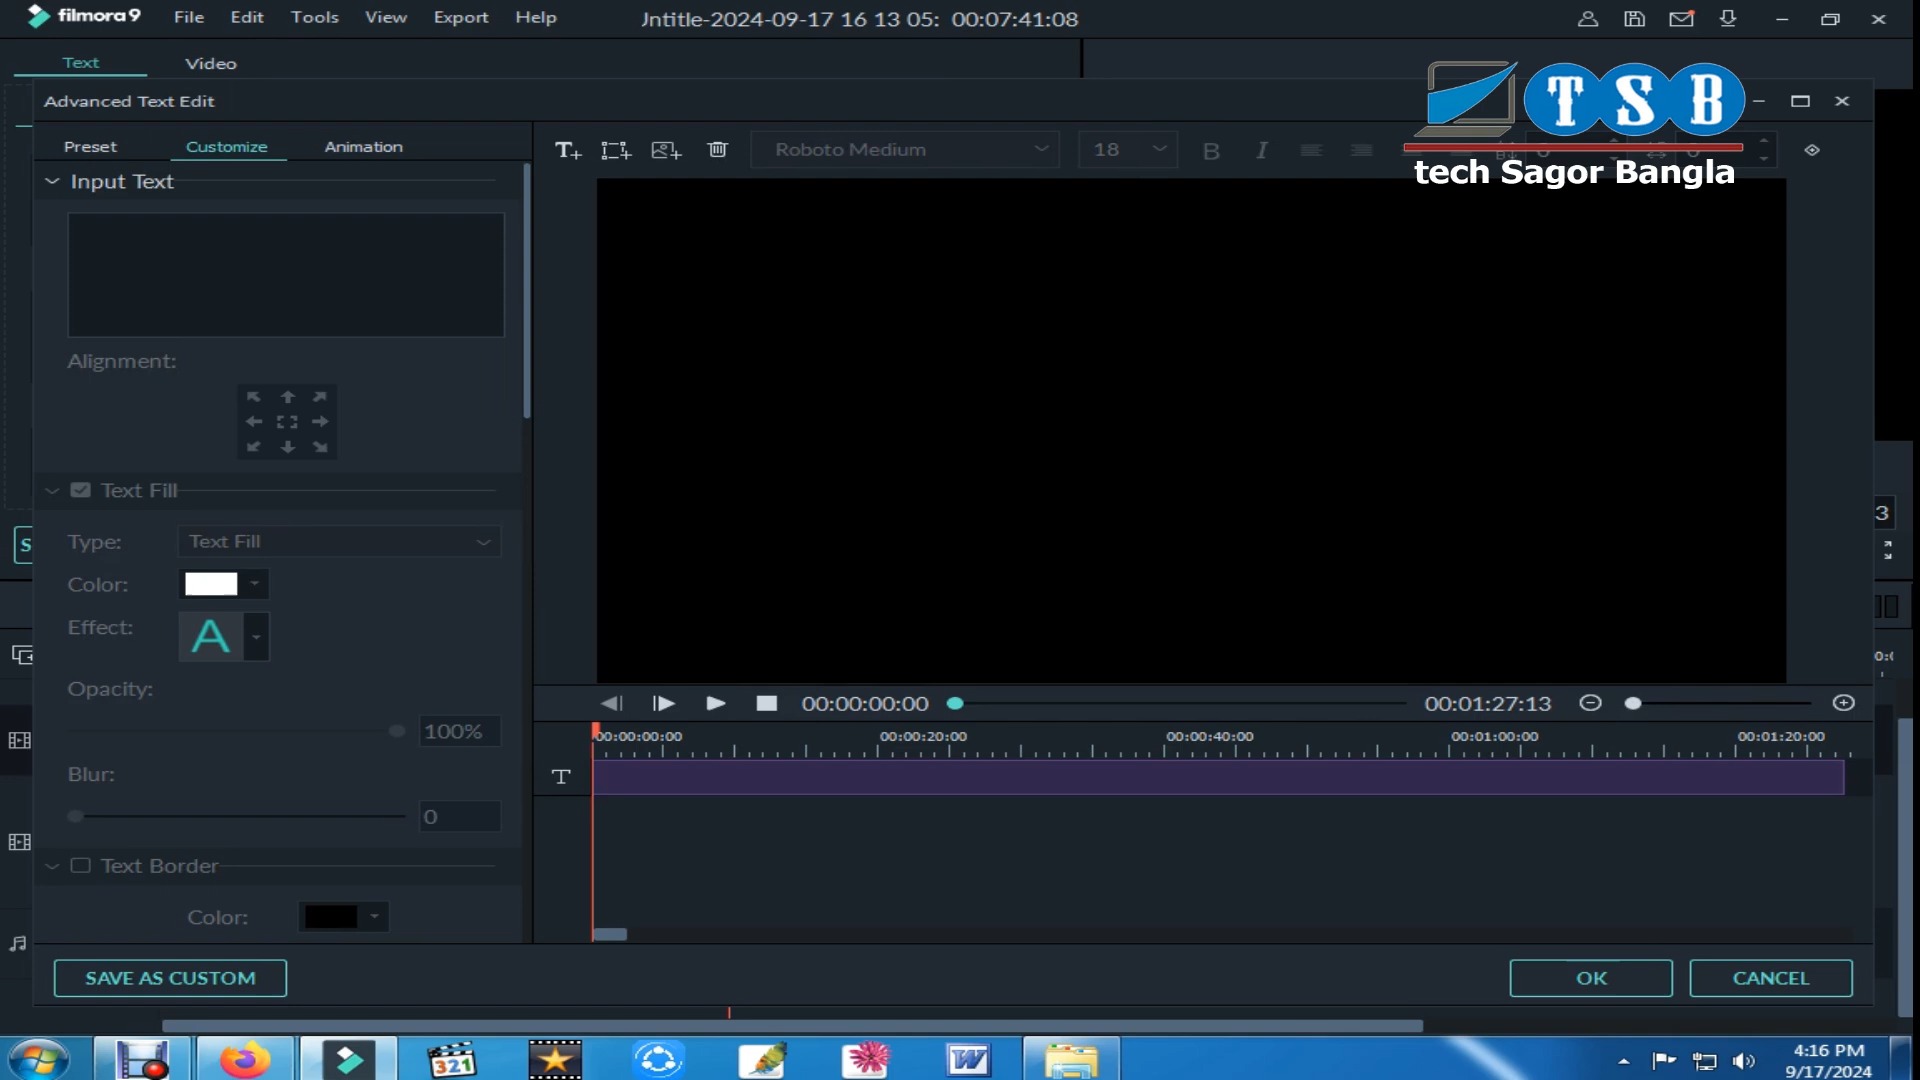 filmora9 File Edit Tools View Export Help Jntitle-2024-09-17 16 13 05: 00:07:41:08
Text Video
Advanced Text Edit
TSB
tech Sagor Bangla
Preset Customize Animation
Roboto Medium 18 B I
Input Text
Alignment:
Text Fill
Type: Text Fill
Color:
Effect: A
Opacity:
100%
Blur:
0
Text Border
Color:
00:00:00:00 00:01:27:13
00:00:00:00 00:00:20:00 00:00:40:00 00:01:00:00 00:01:20:00
T
3
S
SAVE AS CUSTOM OK CANCEL
321
W
4:16 PM
9/17/2024